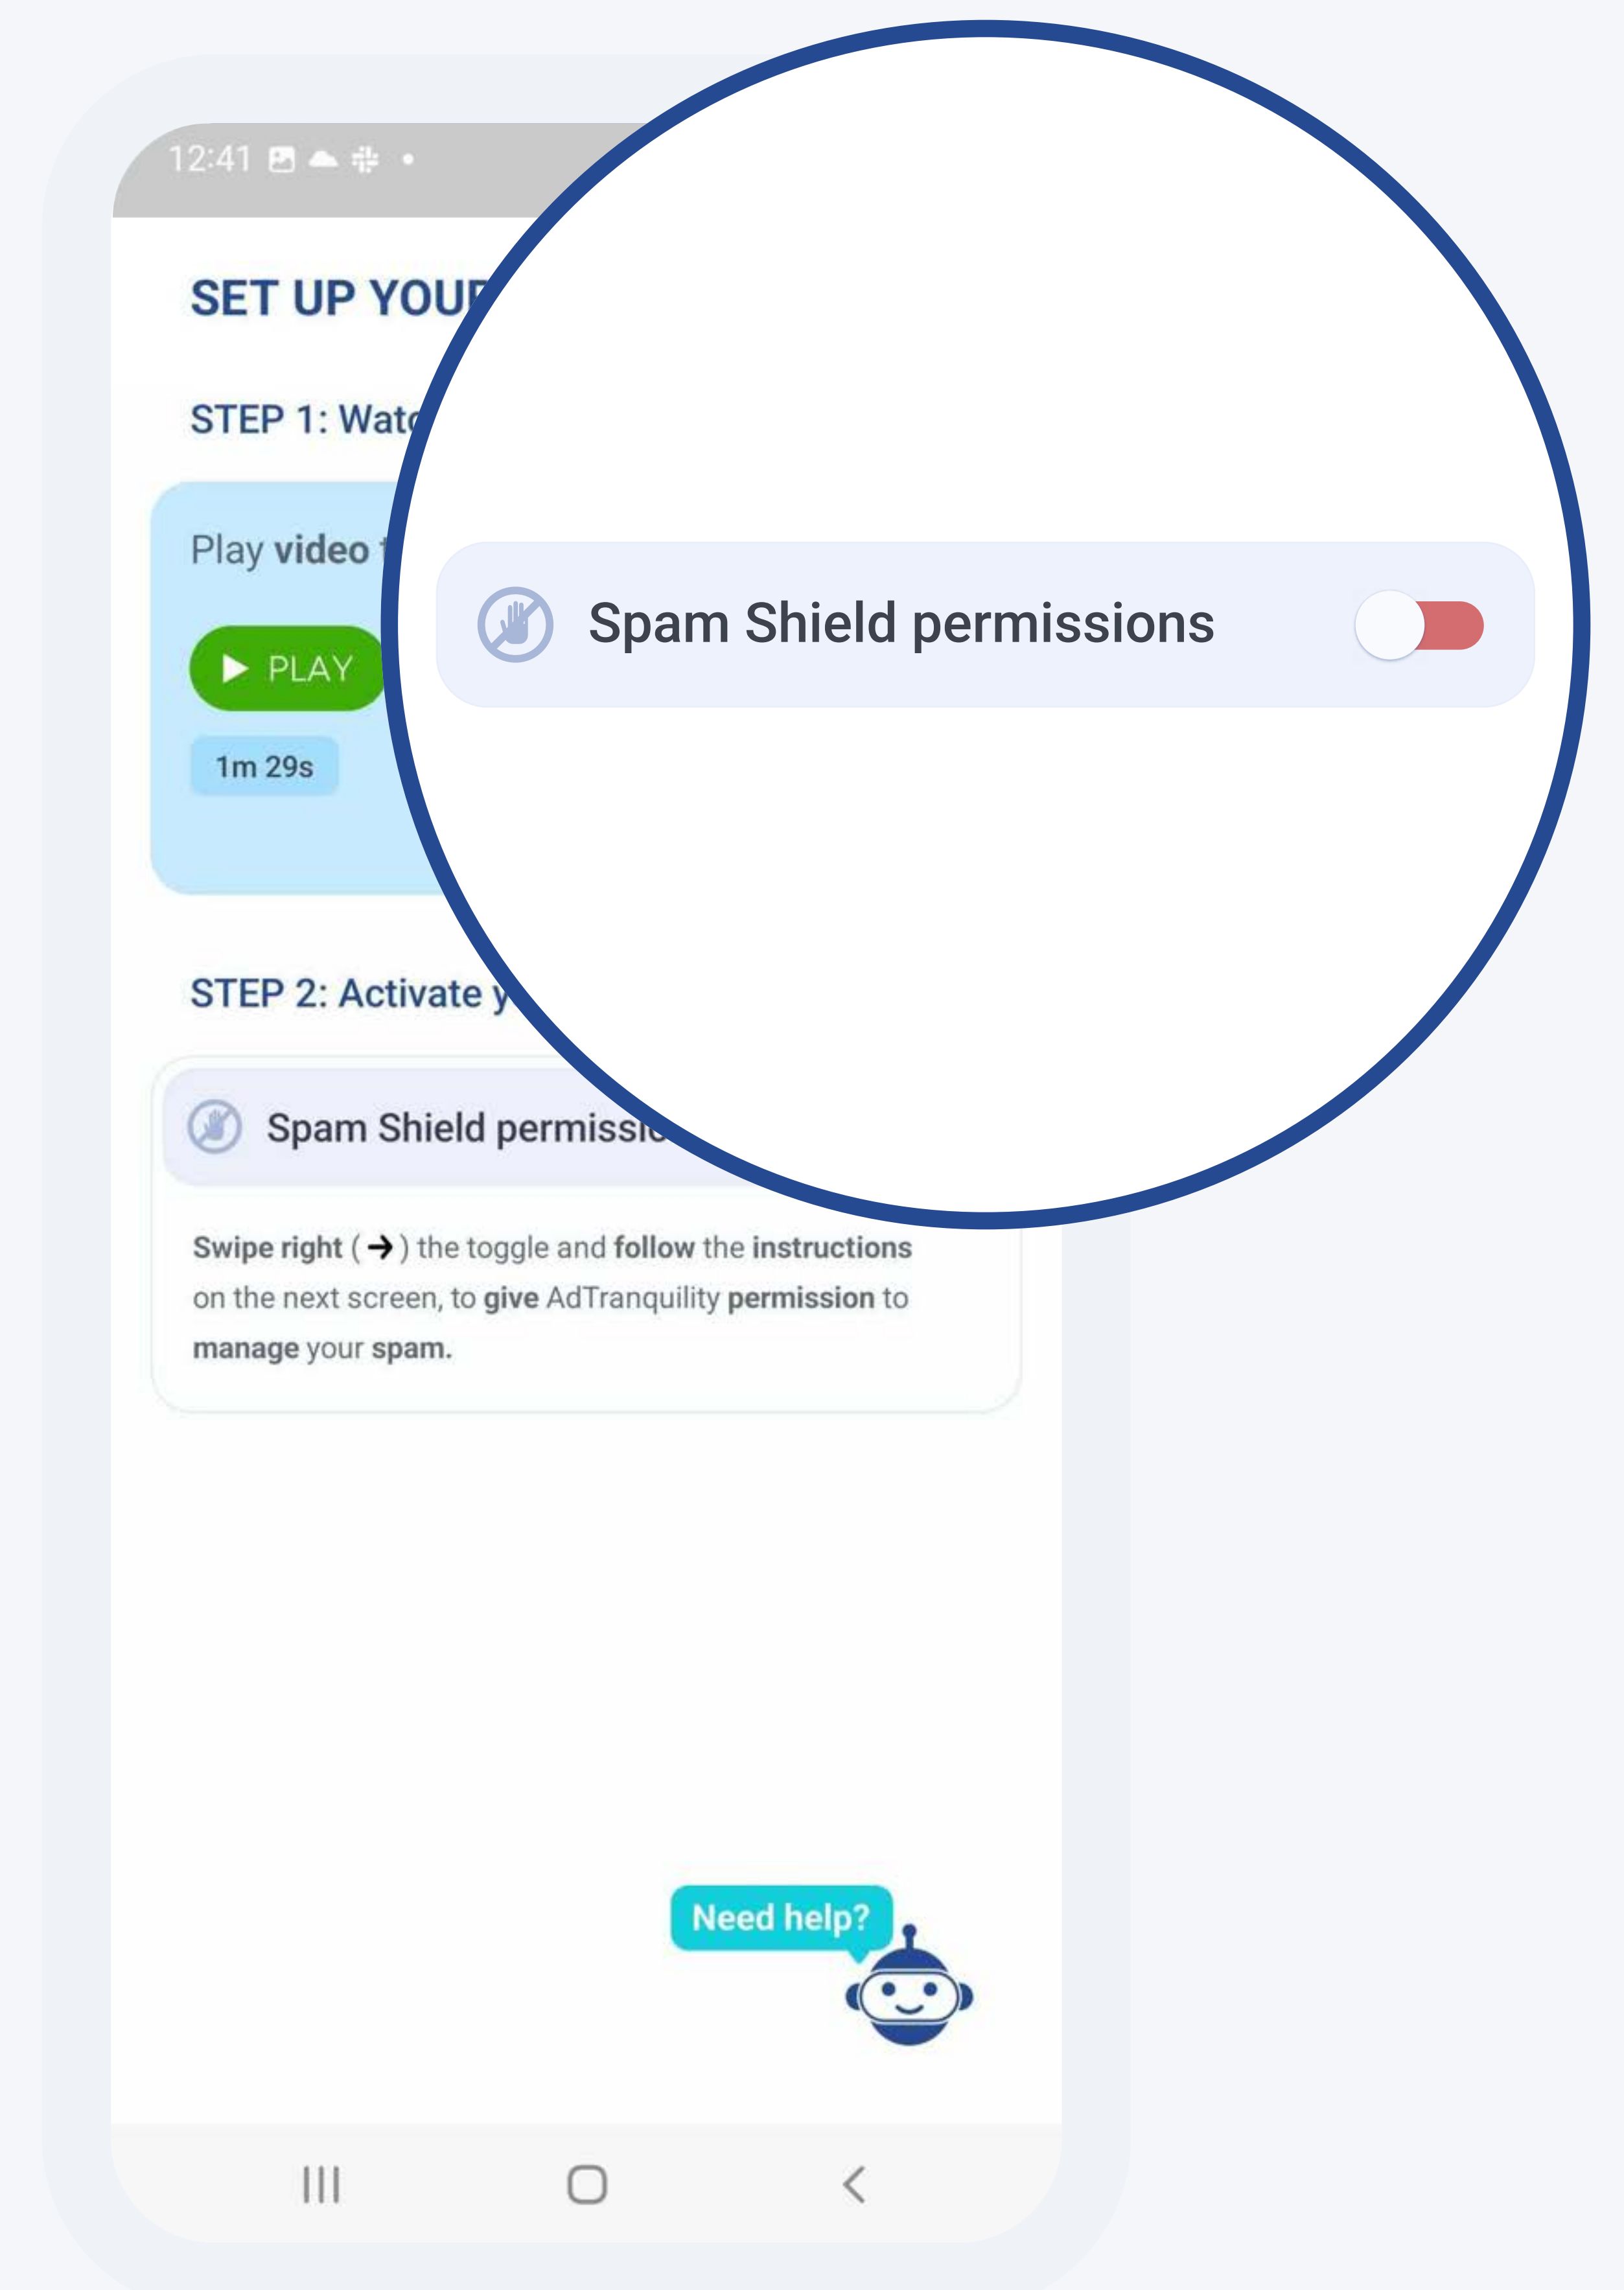 12:41
SET UP YOUR
STEP 1: Watc
Play video
PLAY
1m 29s
Spam Shield permissions
STEP 2: Activate y
Spam Shield permissio
Swipe right ( → ) the toggle and follow the instructions
on the next screen, to give AdTranquility permission to
manage your spam.
Need help?